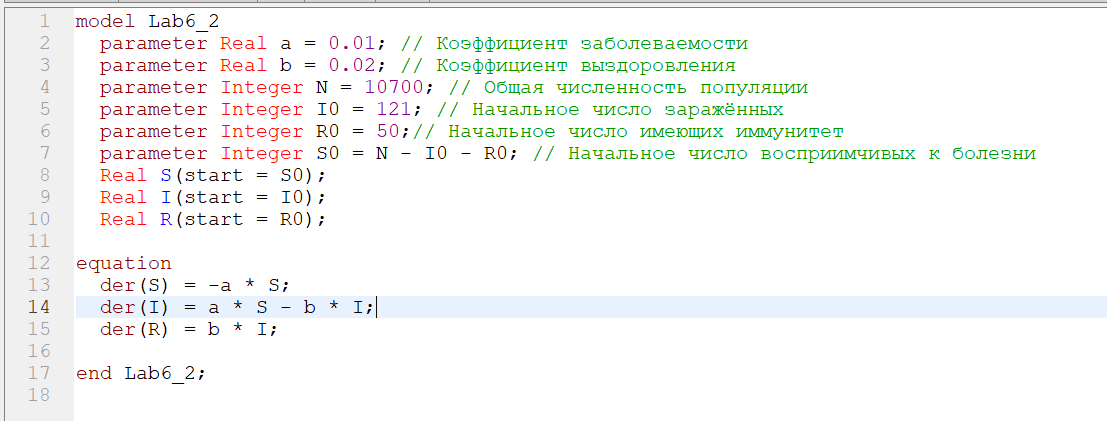 1 model Lab6_2
2   parameter Real a = 0.01; // Коэффициент заболеваемости
3   parameter Real b = 0.02; // Коэффициент выздоровления
4   parameter Integer N = 10700; // Общая численность популяции
5   parameter Integer I0 = 121; // Начальное число заражённых
6   parameter Integer R0 = 50;// Начальное число имеющих иммунитет
7   parameter Integer S0 = N - I0 - R0; // Начальное число восприимчивых к болезни
8   Real S(start = S0);
9   Real I(start = I0);
10   Real R(start = R0);
11
12 equation
13   der(S) = -a * S;
14   der(I) = a * S - b * I;
15   der(R) = b * I;
16
17 end Lab6_2;
18